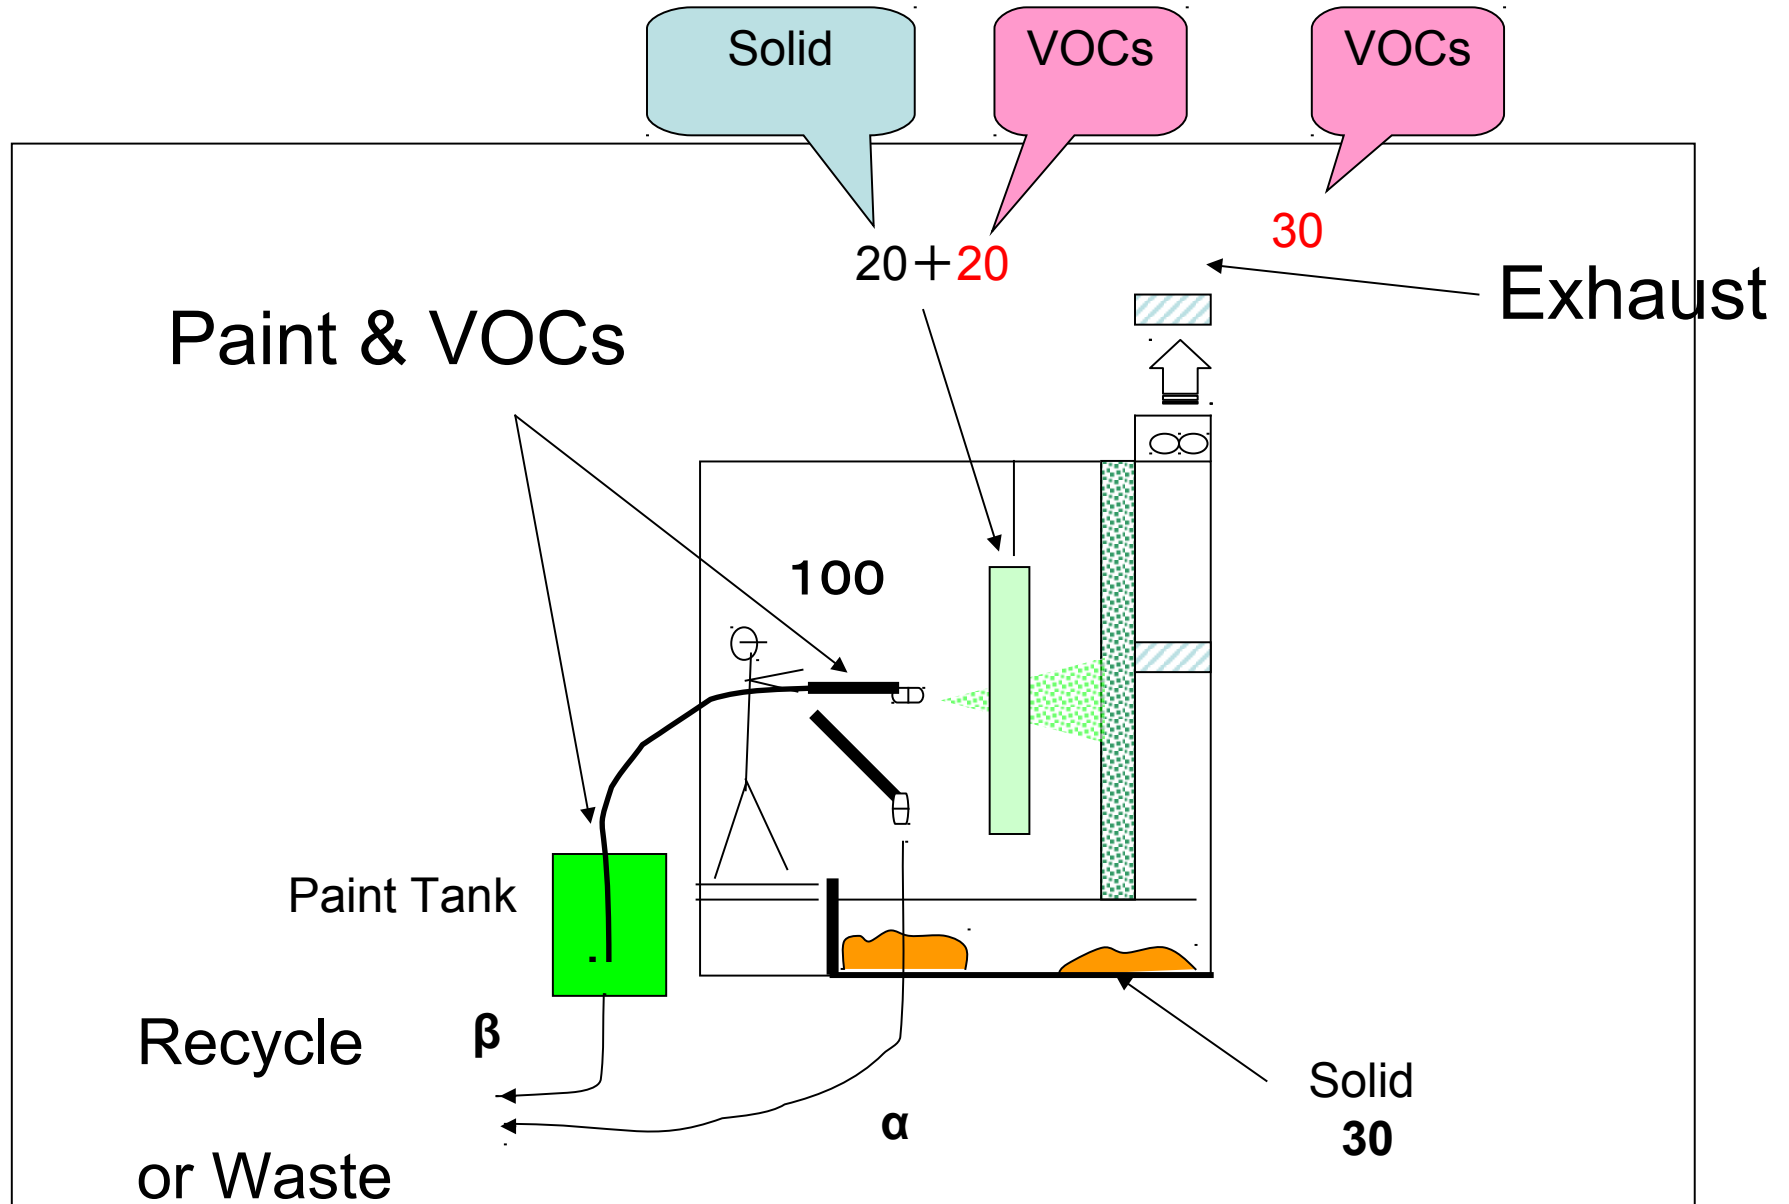 Solid
VOCs
VOCs
20＋20
30
Exhaust
Paint & VOCs
100
Paint Tank
Recycle
β
or Waste
α
Solid
30